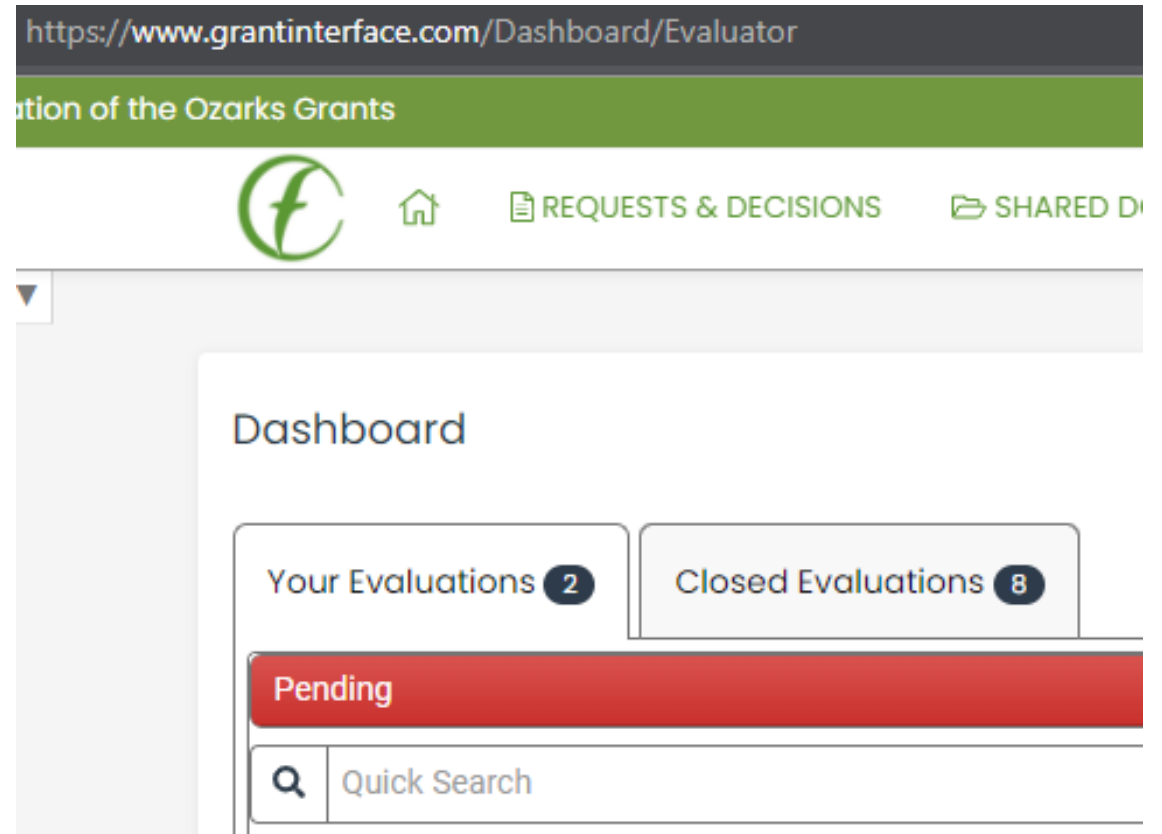 https://www.grantinterface.com/Dashboard/Evaluator
ation of the Ozarks Grants
REQUESTS & DECISIONS SHARED
Dashboard
Your Evaluations 2 Closed Evaluations 8
Pending
Quick Search